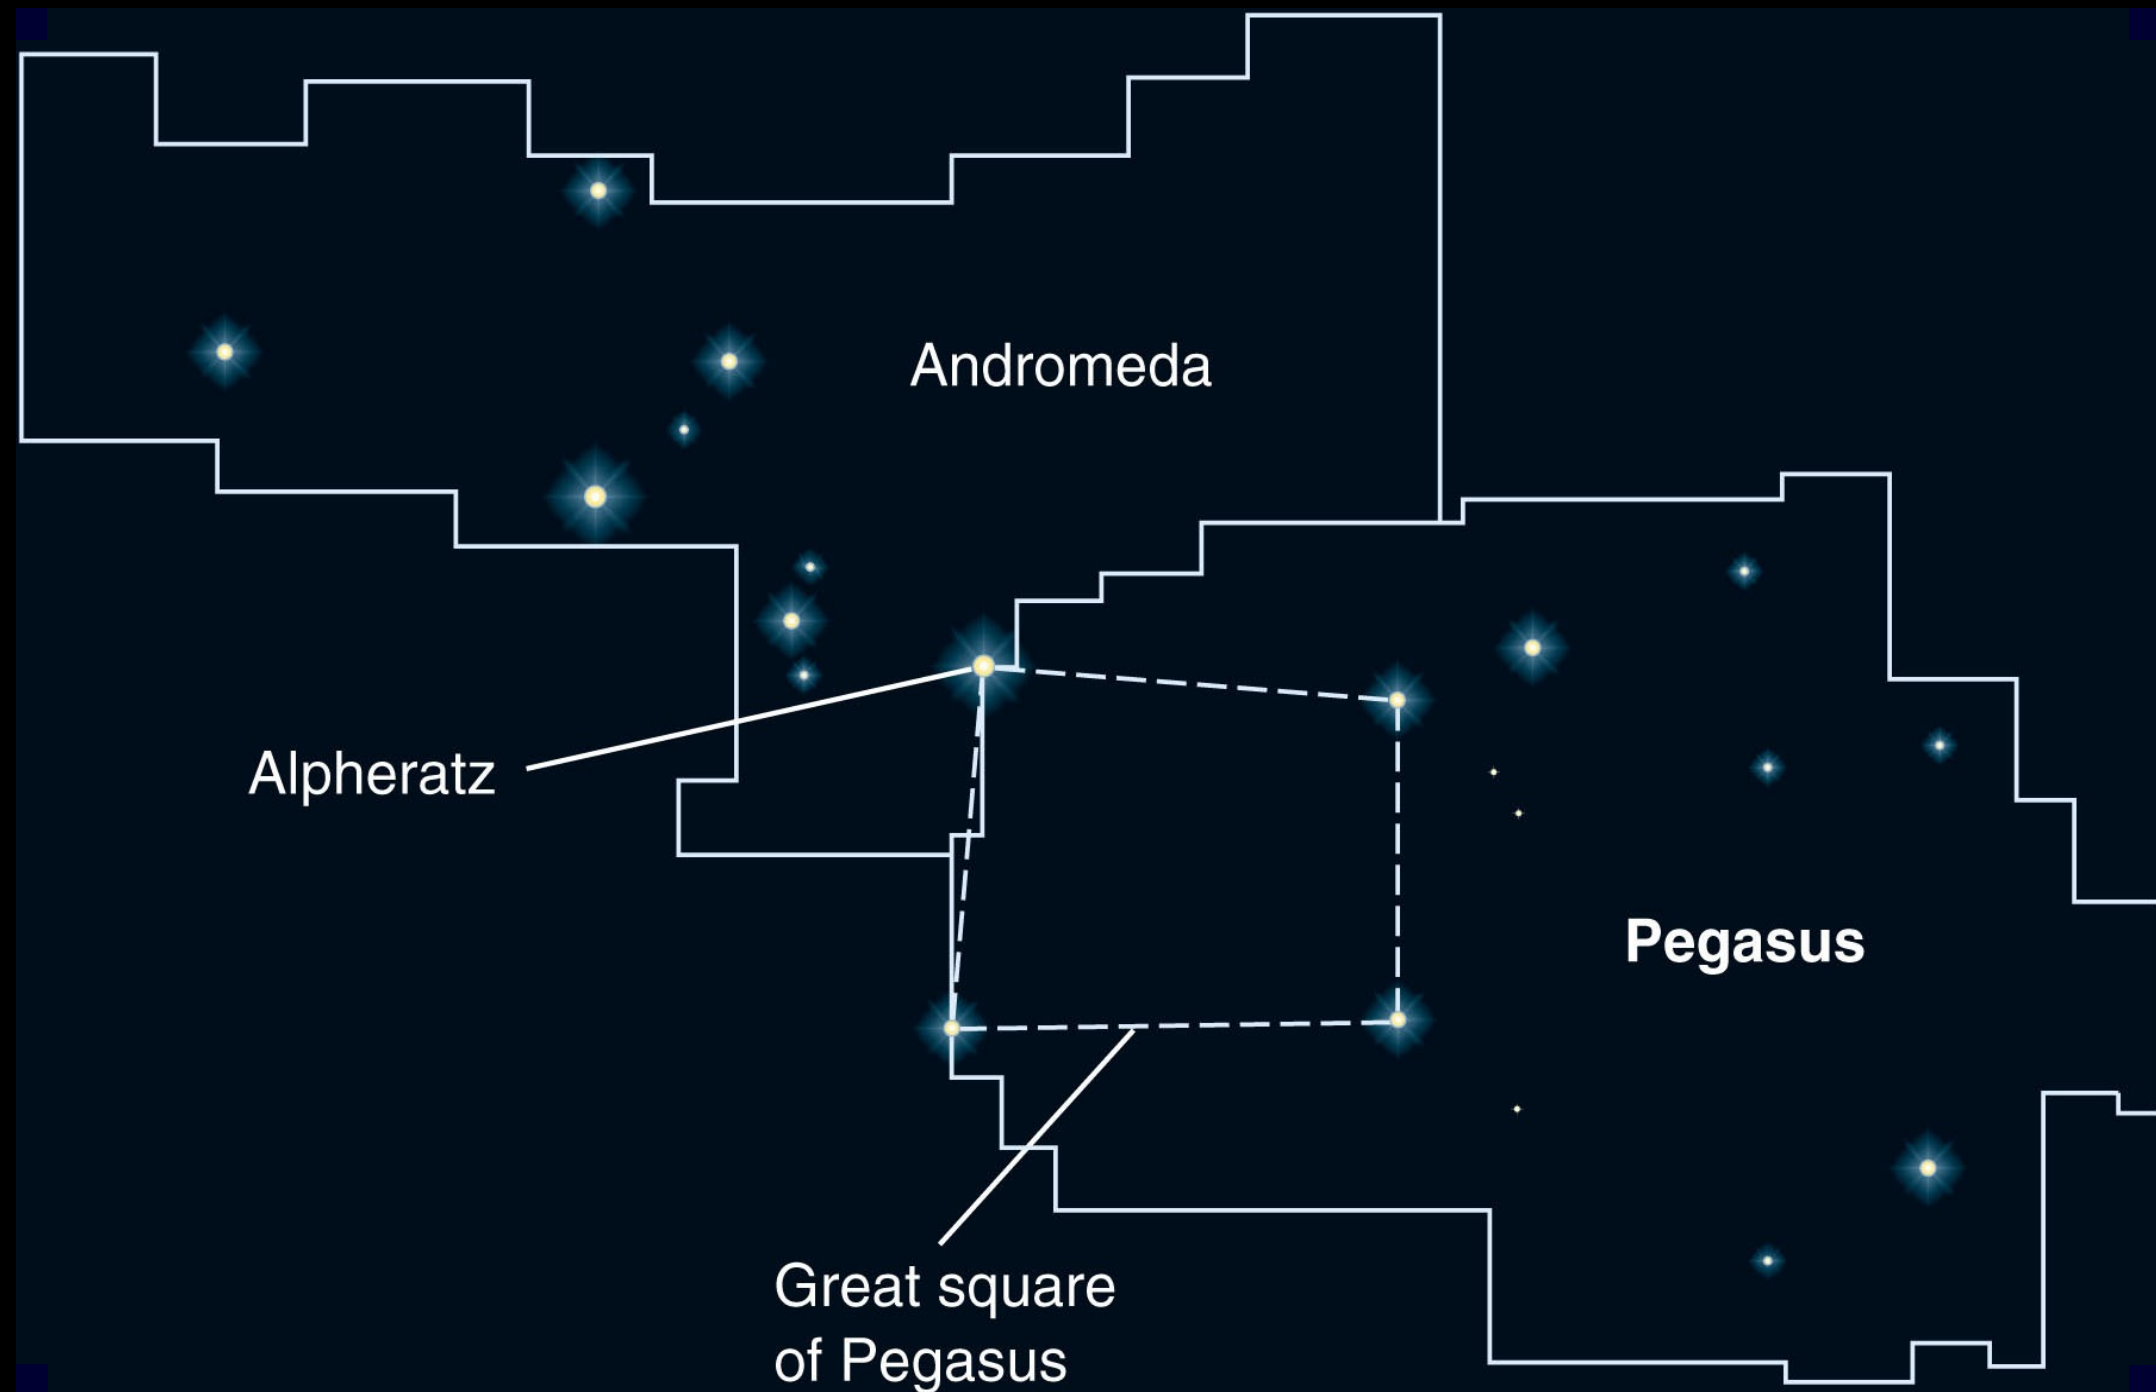 Andromeda
Alpheratz
Pegasus
Great square
of Pegasus